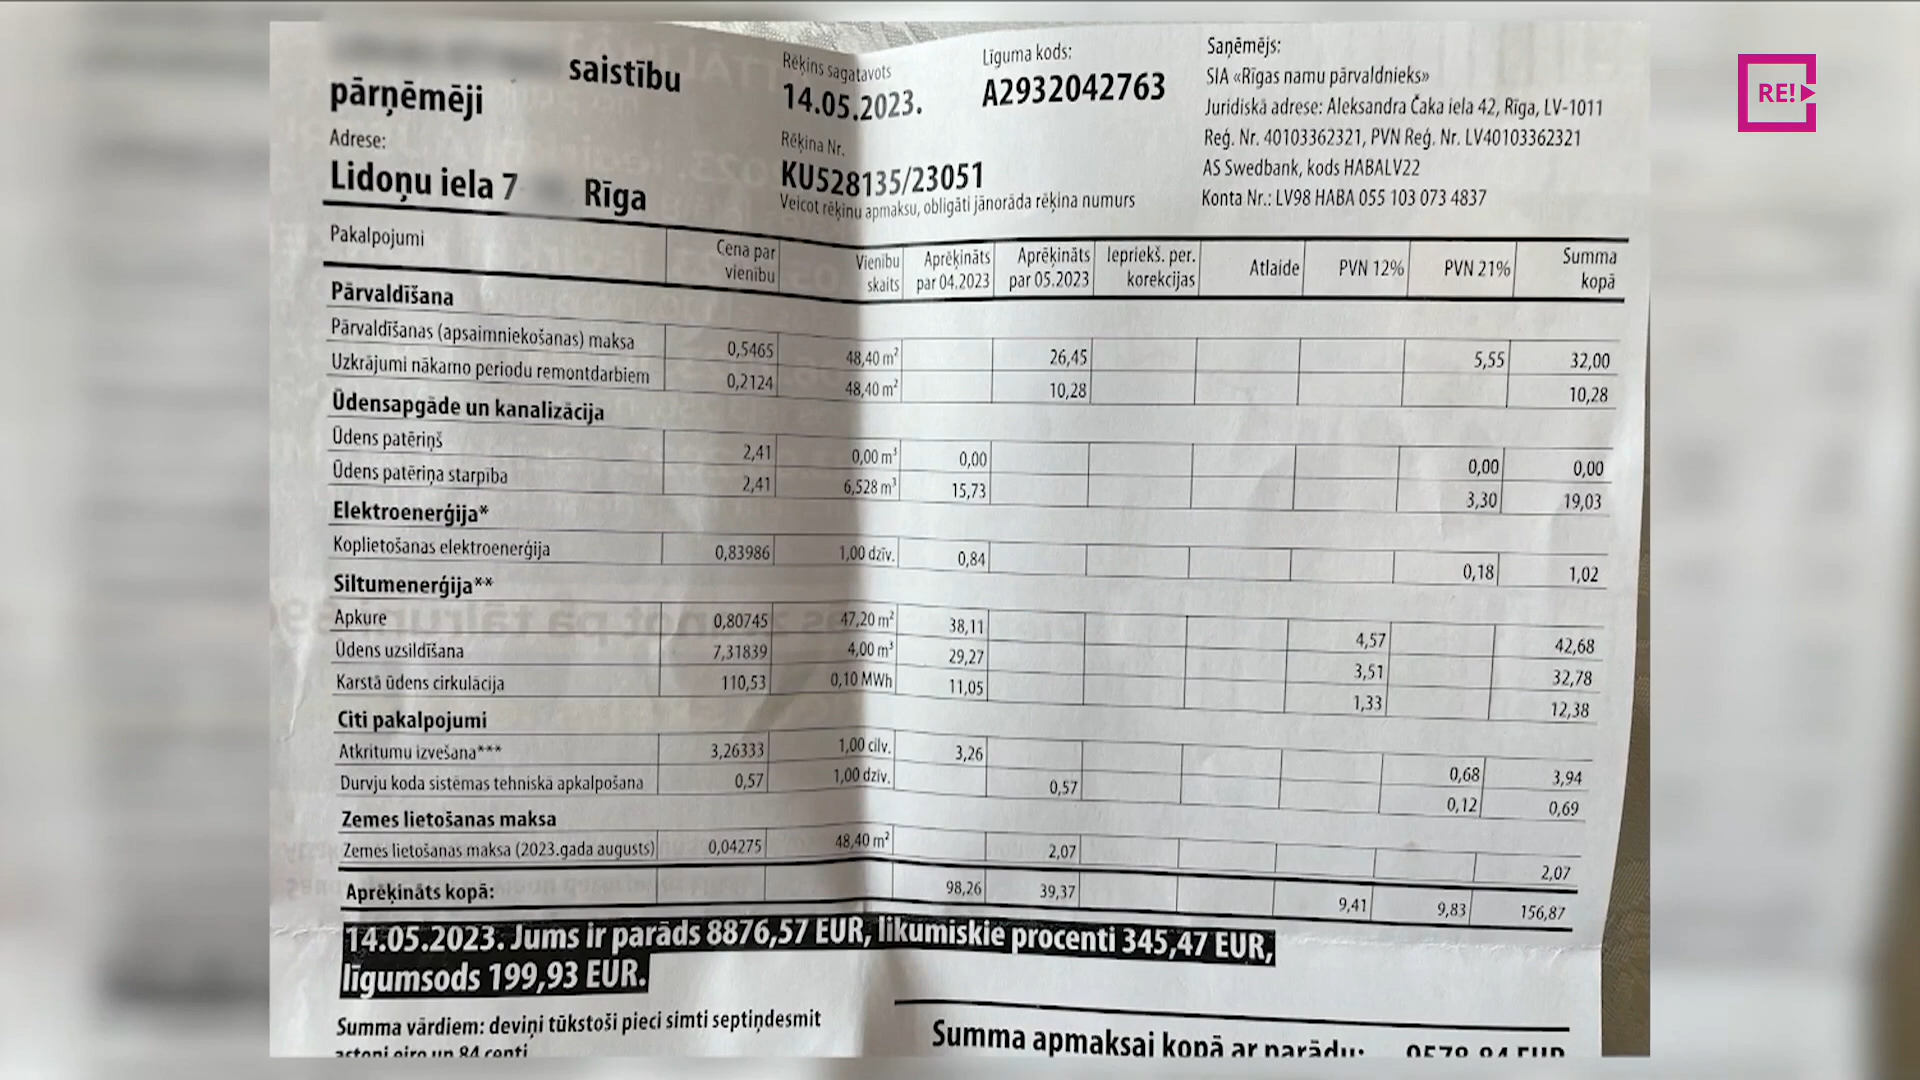 saistību
pārņēmēji
Adrese:
Lidoņu iela 7 Rīga
Rēķins sagatavots
14.05.2023.
Rēķina Nr.
KU528135/23051
Veicot rēķinu apmaksu, obligāti jānorāda rēķina numurs
Līguma kods:
A2932042763
Saņēmējs:
SIA «Rīgas namu pārvaldnieks»
Juridiskā adrese: Aleksandra Čaka iela 42, Rīga, LV-1011
Reģ. Nr. 40103362321, PVN Reģ. Nr. LV40103362321
AS Swedbank, kods HABALV22
Konta Nr.: LV98 HABA 055 103 073 4837
RE!
Pakalpojumi Cena par vienību Vienību skaits Aprēķināts par 04.2023 Aprēķināts par 05.2023 Iepriekš. per. korekcijas Atlaide PVN 12% PVN 21% Summa kopā
Pārvaldīšana
Pārvaldīšanas (apsaimniekošanas) maksa 0,5465 48,40 m² 26,45 5,55 32,00
Uzkrājumi nākamo periodu remontdarbiem 0,2124 48,40 m² 10,28 10,28
Ūdensapgāde un kanalizācija
Ūdens patēriņš 2,41 0,00 m³ 0,00 0,00 0,00
Ūdens patēriņa starpība 2,41 6,528 m³ 15,73 3,30 19,03
Elektroenerģija*
Koplietošanas elektroenerģija 0,83986 1,00 dzīv. 0,84 0,18 1,02
Siltumenerģija**
Apkure 0,80745 47,20 m² 38,11 4,57 42,68
Ūdens uzsildīšana 7,31839 4,00 m³ 29,27 3,51 32,78
Karstā ūdens cirkulācija 110,53 0,10 MWh 11,05 1,33 12,38
Citi pakalpojumi
Atkritumu izvešana*** 3,26333 1,00 cilv. 3,26 0,68 3,94
Durvju koda sistēmas tehniskā apkalpošana 0,57 1,00 dzīv. 0,57 0,12 0,69
Zemes lietošanas maksa
Zemes lietošanas maksa (2023.gada augusts) 0,04275 48,40 m² 2,07 2,07
Aprēķināts kopā: 98,26 39,37 9,41 9,83 156,87
14.05.2023. Jums ir parāds 8876,57 EUR, likumiskie procenti 345,47 EUR,
līgumsods 199,93 EUR.
Summa vārdiem: deviņi tūkstoši pieci simti septiņdesmit
astoņi eiro un 84 centi
Summa apmaksai kopā ar parādu: 9578,84 EUR